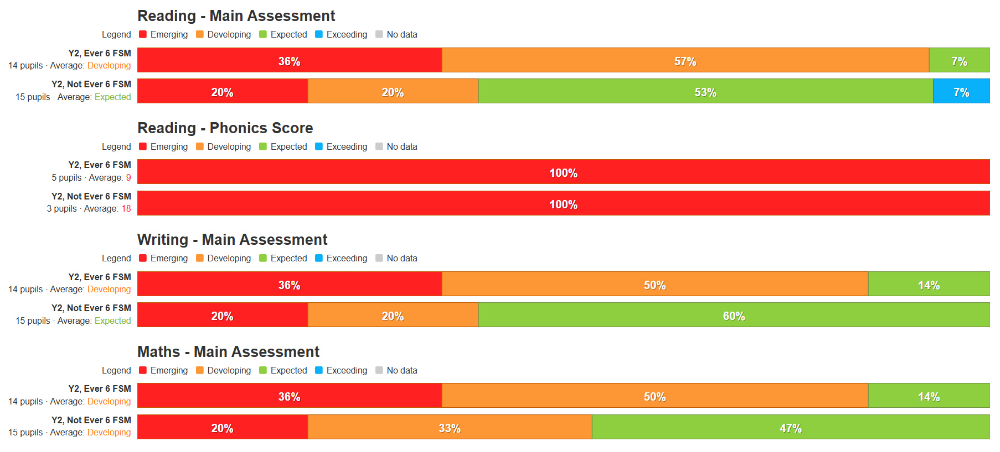 Reading - Main Assessment
Legend Emerging Developing Expected Exceeding No data
Y2, Ever 6 FSM
14 pupils · Average: Developing
36% 57% 7%
Y2, Not Ever 6 FSM
15 pupils · Average: Expected
20% 20% 53% 7%
Reading - Phonics Score
Legend Emerging Developing Expected Exceeding No data
Y2, Ever 6 FSM
5 pupils · Average: 9
100%
Y2, Not Ever 6 FSM
3 pupils · Average: 18
100%
Writing - Main Assessment
Legend Emerging Developing Expected Exceeding No data
Y2, Ever 6 FSM
14 pupils · Average: Developing
36% 50% 14%
Y2, Not Ever 6 FSM
15 pupils · Average: Expected
20% 20% 60%
Maths - Main Assessment
Legend Emerging Developing Expected Exceeding No data
Y2, Ever 6 FSM
14 pupils · Average: Developing
36% 50% 14%
Y2, Not Ever 6 FSM
15 pupils · Average: Developing
20% 33% 47%